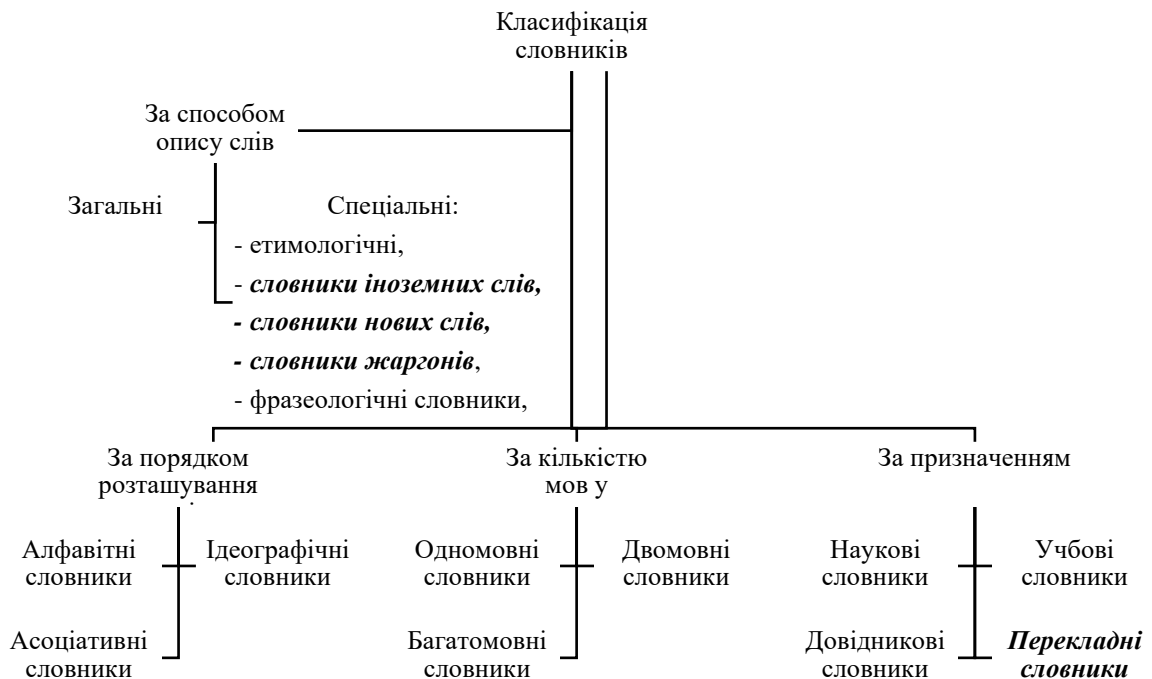 Класифікація
словників
За способом
опису слів
Загальні
Спеціальні:
- етимологічні,
- словники іноземних слів,
- словники нових слів,
- словники жаргонів,
- фразеологічні словники,
За порядком
розташування
За кількістю
мов у
За призначенням
Алфавітні
словники
Ідеографічні
словники
Одномовні
словники
Двомовні
словники
Наукові
словники
Учбові
словники
Асоціативні
словники
Багатомовні
словники
Довідникові
словники
Перекладні
словники